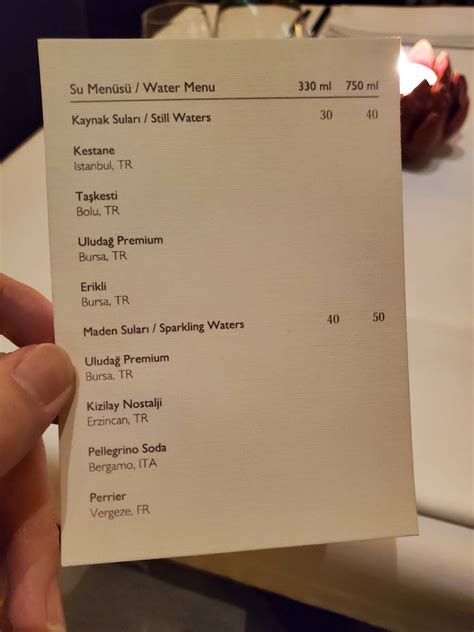 Su Menüsü / Water Menu 330 ml 750 ml
Kaynak Suları / Still Waters 30 40
Kestane
Istanbul, TR
Taşkesti
Bolu, TR
Uludağ Premium
Bursa, TR
Erikli
Bursa, TR
Maden Suları / Sparkling Waters 40 50
Uludağ Premium
Bursa, TR
Kizilay Nostalji
Erzincan, TR
Pellegrino Soda
Bergamo, ITA
Perrier
Vergeze, FR